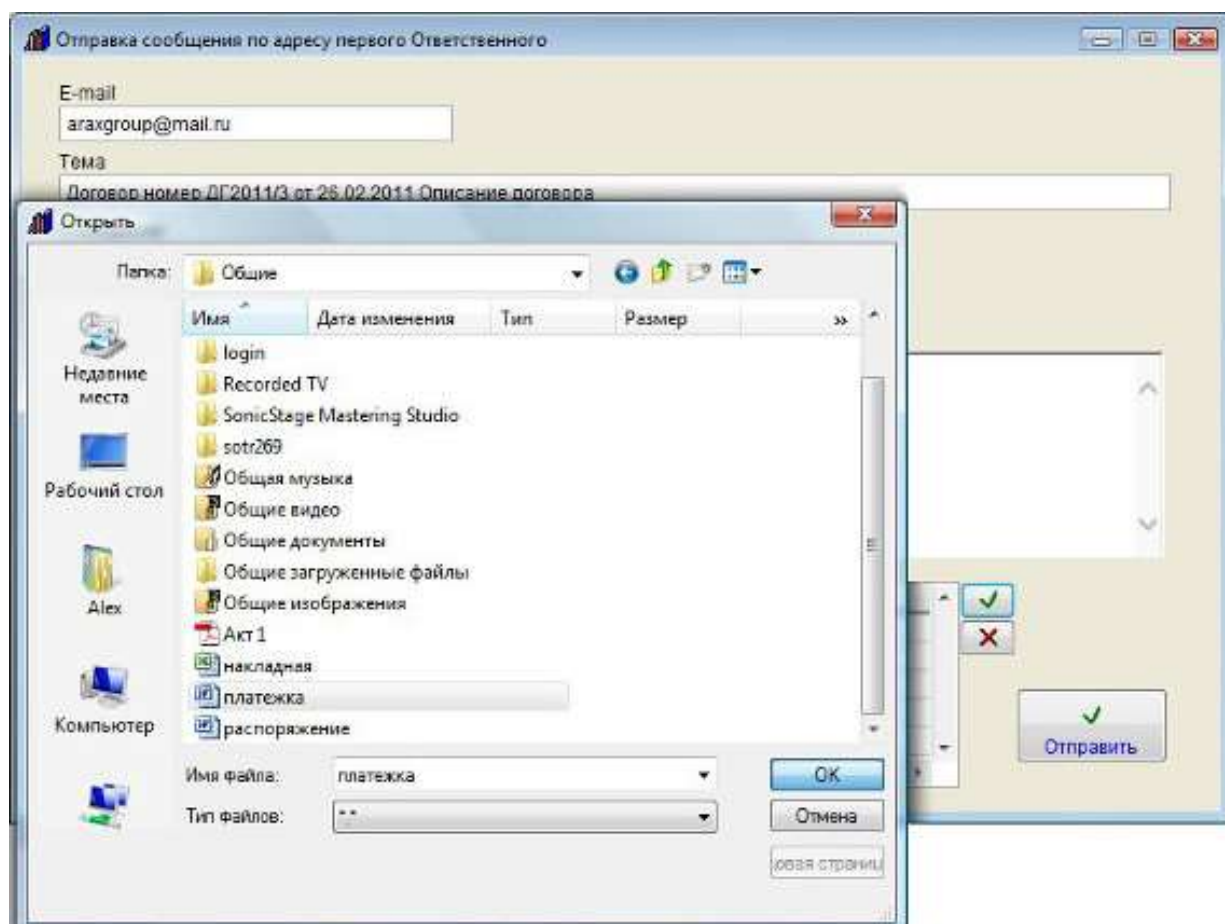 Отправка сообщения по адресу первого Ответственного
E-mail
araxgroup@mail.ru
Тема
Договор номер ДГ2011/3 от 26.02.2011 Описание договора
Открыть
Папка: Общие
Имя Дата изменения Тип Размер »
login
Recorded TV
SonicStage Mastering Studio
sotr269
Общая музыка
Общие видео
Общие документы
Общие загруженные файлы
Общие изображения
Акт 1
накладная
платежка
распоряжение
Недавние
места
Рабочий стол
Alex
Компьютер
Имя файла: платежка OK
Тип файлов: *.* Отмена
овая страниц
Отправить